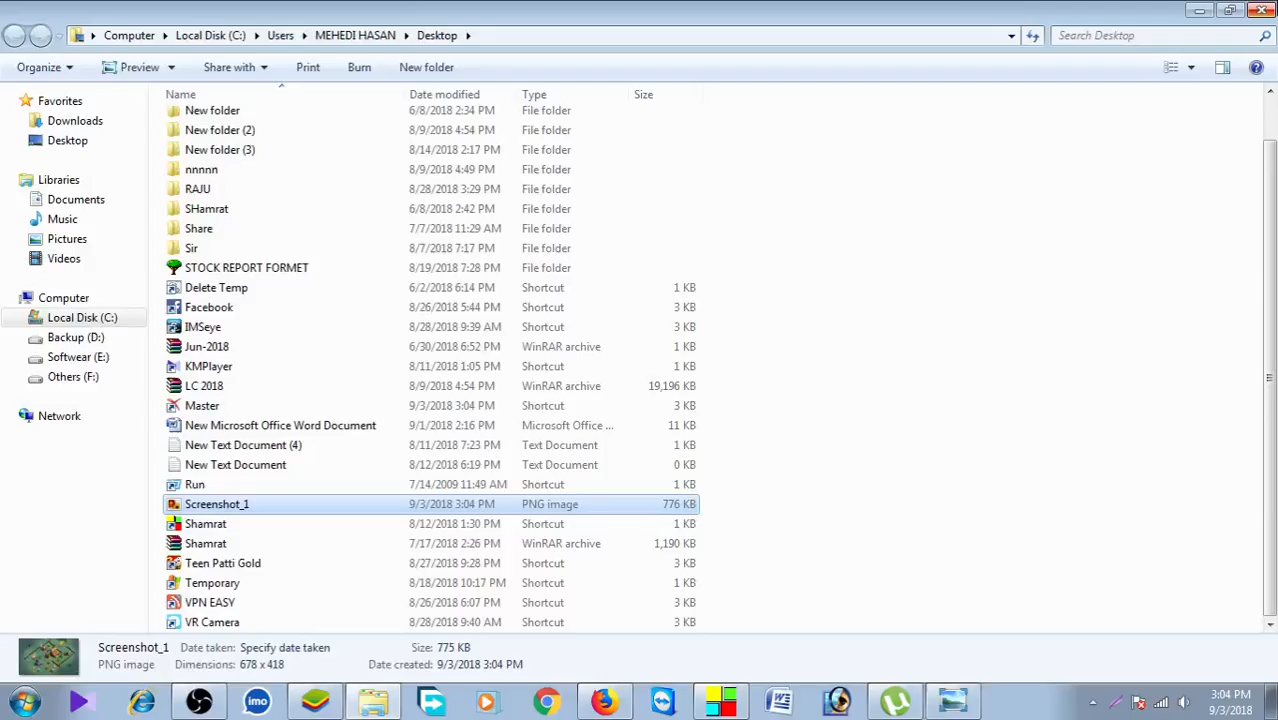 Computer Local Disk (C:) Users MEHEDI HASAN Desktop Search Desktop
Organize Preview Share with Print Burn New folder
Name Date modified Type Size
Favorites
Downloads
Desktop
Libraries
Documents
Music
Pictures
Videos
Computer
Local Disk (C:)
Backup (D:)
Softwear (E:)
Others (F:)
Network
New folder 6/8/2018 2:34 PM File folder
New folder (2) 8/9/2018 4:54 PM File folder
New folder (3) 8/14/2018 2:17 PM File folder
nnnnn 8/9/2018 4:49 PM File folder
RAJU 8/28/2018 3:29 PM File folder
SHamrat 6/8/2018 2:42 PM File folder
Share 7/7/2018 11:29 AM File folder
Sir 8/7/2018 7:17 PM File folder
STOCK REPORT FORMET 8/19/2018 7:28 PM File folder
Delete Temp 6/2/2018 6:14 PM Shortcut 1 KB
Facebook 8/26/2018 5:44 PM Shortcut 3 KB
IMSeye 8/28/2018 9:39 AM Shortcut 3 KB
Jun-2018 6/30/2018 6:52 PM WinRAR archive 1 KB
KMPlayer 8/11/2018 1:05 PM Shortcut 1 KB
LC 2018 8/9/2018 4:54 PM WinRAR archive 19,196 KB
Master 9/3/2018 3:04 PM Shortcut 3 KB
New Microsoft Office Word Document 9/1/2018 2:16 PM Microsoft Office ... 11 KB
New Text Document (4) 8/11/2018 7:23 PM Text Document 1 KB
New Text Document 8/12/2018 6:19 PM Text Document 0 KB
Run 7/14/2009 11:49 AM Shortcut 1 KB
Screenshot_1 9/3/2018 3:04 PM PNG image 776 KB
Shamrat 8/12/2018 1:30 PM Shortcut 1 KB
Shamrat 7/17/2018 2:26 PM WinRAR archive 1,190 KB
Teen Patti Gold 8/27/2018 9:28 PM Shortcut 3 KB
Temporary 8/18/2018 10:17 PM Shortcut 1 KB
VPN EASY 8/26/2018 6:07 PM Shortcut 3 KB
VR Camera 8/28/2018 9:40 AM Shortcut 3 KB
Screenshot_1 Date taken: Specify date taken Size: 775 KB
PNG image Dimensions: 678 x 418 Date created: 9/3/2018 3:04 PM
imo
3:04 PM
9/3/2018